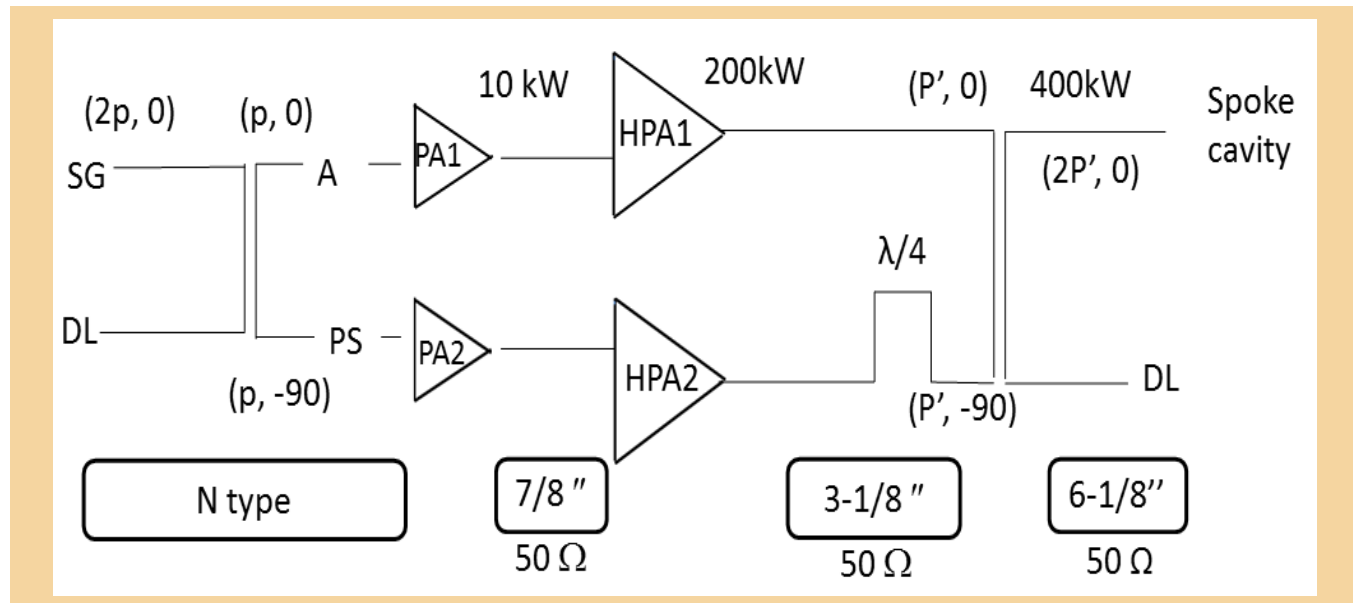 (2p, 0)
(p, 0)
10 kW
200kW
(P’, 0)
400kW
Spoke
cavity
SG
A
PA1
HPA1
(2P’, 0)
λ/4
DL
PS
PA2
HPA2
DL
(p, -90)
(P’, -90)
N type
7/8 "
3-1/8 "
6-1/8’’
50 Ω
50 Ω
50 Ω